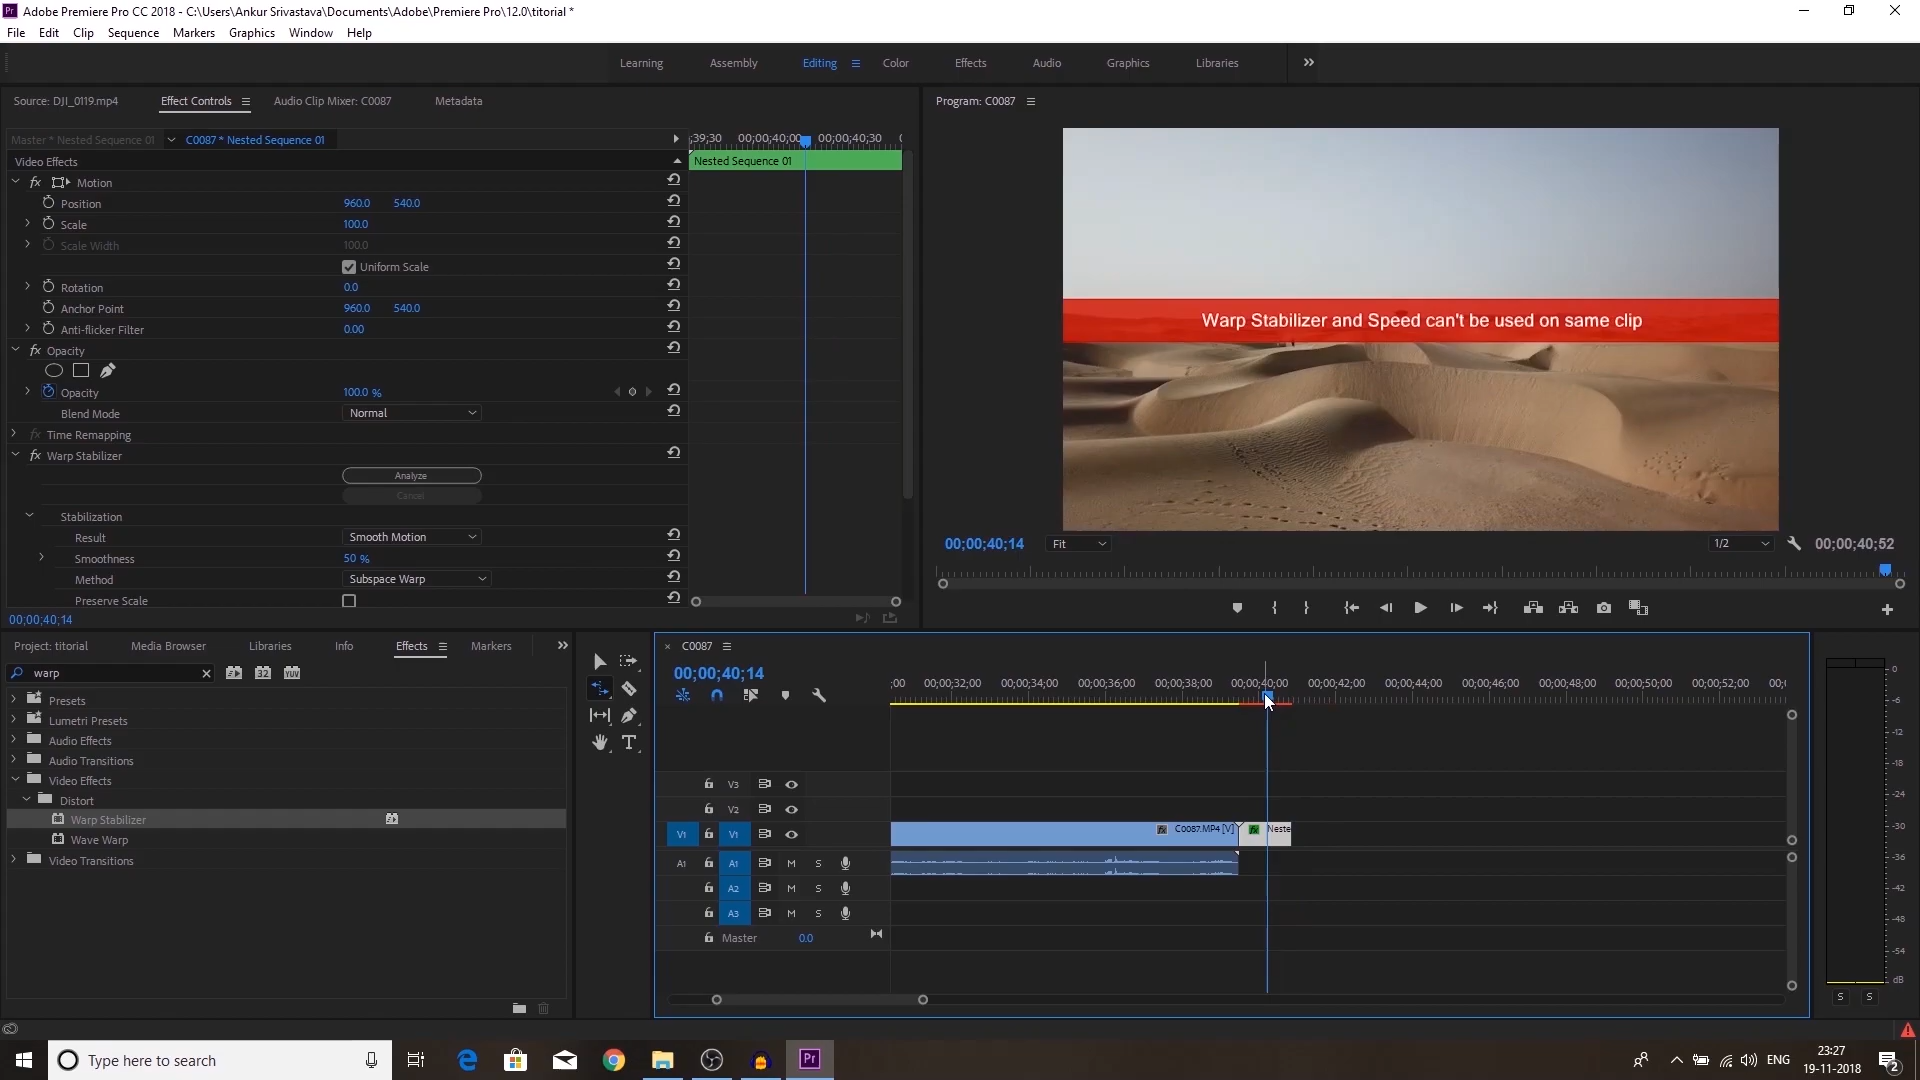 Adobe Premiere Pro CC 2018 - C:\Users\Ankur Srivastava\Documents\Adobe\Premiere Pro\12.0\titorial *
File Edit Clip Sequence Markers Graphics Window Help
Learning Assembly Editing Color Effects Audio Graphics Libraries
Source: DJI_0119.mp4 Effect Controls Audio Clip Mixer: C0087 Metadata
Program: C0087
Master * Nested Sequence 01 C0087 * Nested Sequence 01
;39;30 00;00;40;00 00;00;40;30
Video Effects
Nested Sequence 01
Motion
Position 960.0 540.0
Scale 100.0
Scale Width 100.0
Uniform Scale
Rotation 0.0
Anchor Point 960.0 540.0
Anti-flicker Filter 0.00
Opacity
Opacity 100.0 %
Blend Mode Normal
Time Remapping
Warp Stabilizer
Analyze
Cancel
Stabilization
Result Smooth Motion
Smoothness 50 %
Method Subspace Warp
Preserve Scale
00;00;40;14
Warp Stabilizer and Speed can't be used on same clip
00;00;40;14 Fit 1/2 00;00;40;52
Project: titorial Media Browser Libraries Info Effects Markers
warp
32 YUV
Presets
Lumetri Presets
Audio Effects
Audio Transitions
Video Effects
Distort
Warp Stabilizer
Wave Warp
Video Transitions
C0087
00;00;40;14
;00 00;00;32;00 00;00;34;00 00;00;36;00 00;00;38;00 00;00;40;00 00;00;42;00 00;00;44;00 00;00;46;00 00;00;48;00 00;00;50;00 00;00;52;00
V3
V2
V1 V1 C0087.MP4 [V] Neste
A1 A1 M S
A2 M S
A3 M S
Master 0.0
0
-6
-12
-18
-24
-30
-36
-42
-48
-54
dB
S S
Type here to search
ENG
23:27
19-11-2018
2